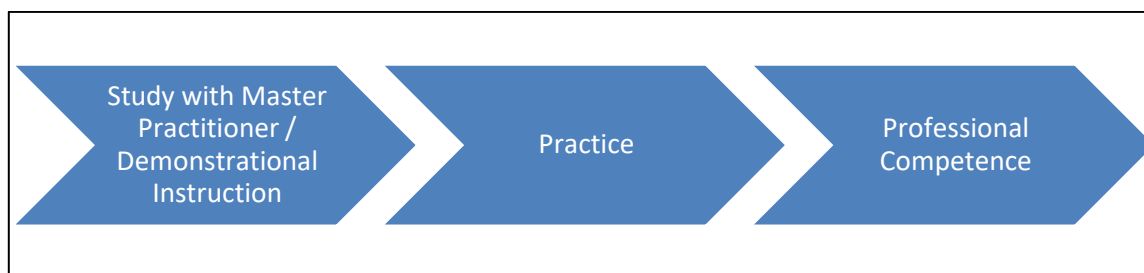 Study with Master
Practitioner /
Demonstrational
Instruction
Practice
Professional
Competence